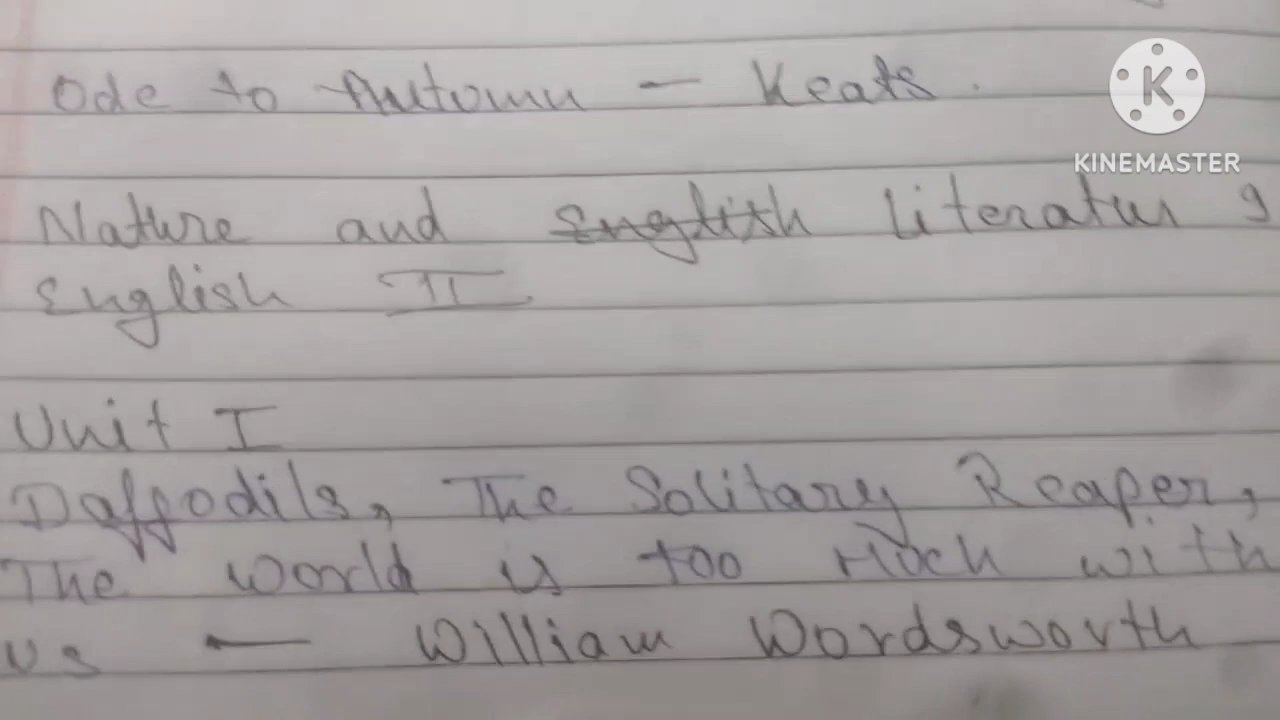 Ode to Autumn - Keats.
K
KINEMASTER
Nature and English Literatur
English II
Unit I
Daffodils, The Solitary Reaper,
The World is too Much with
us - William Wordsworth